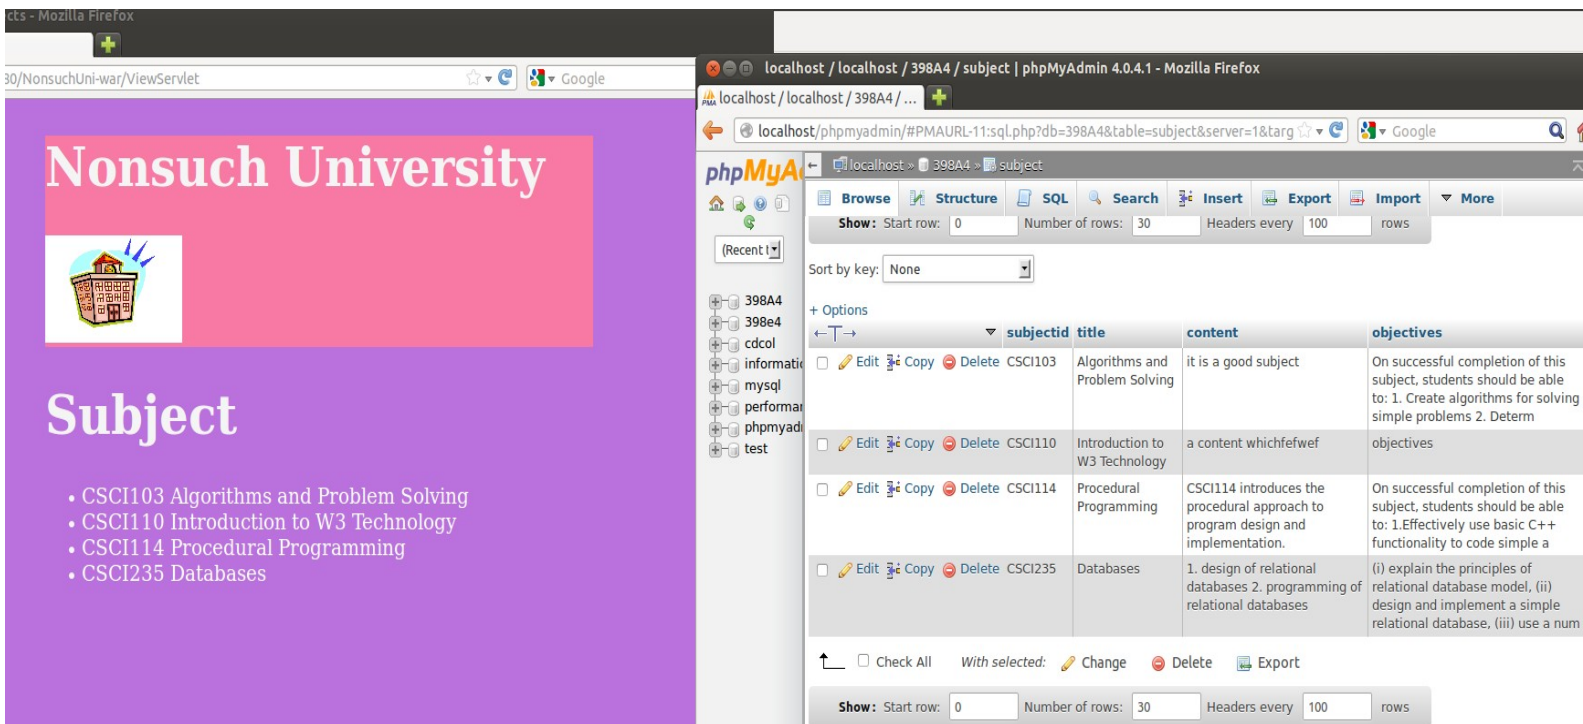 cts - Mozilla Firefox
30/NonsuchUni-war/ViewServlet
Google
Nonsuch University
Subject
• CSCI103 Algorithms and Problem Solving
• CSCI110 Introduction to W3 Technology
• CSCI114 Procedural Programming
• CSCI235 Databases
localhost / localhost / 398A4 / subject | phpMyAdmin 4.0.4.1 - Mozilla Firefox
localhost / localhost / 398A4 / ...
localhost/phpmyadmin/#PMAURL-11:sql.php?db=398A4&table=subject&server=1&targ
Google
phpMyA
(Recent t
398A4
398e4
cdcol
informatic
mysql
performar
phpmyadi
test
localhost » 398A4 » subject
Browse Structure SQL Search Insert Export Import More
Show: Start row: 0 Number of rows: 30 Headers every 100 rows
Sort by key: None
+ Options
←T→ subjectid title content objectives
Edit Copy Delete CSCI103 Algorithms and it is a good subject On successful completion of this
Problem Solving subject, students should be able
to: 1. Create algorithms for solving
simple problems 2. Determ
Edit Copy Delete CSCI110 Introduction to a content whichfefwef objectives
W3 Technology
Edit Copy Delete CSCI114 Procedural CSCI114 introduces the On successful completion of this
Programming procedural approach to subject, students should be able
program design and to: 1.Effectively use basic C++
implementation. functionality to code simple a
Edit Copy Delete CSCI235 Databases 1. design of relational (i) explain the principles of
databases 2. programming of relational database model, (ii)
relational databases design and implement a simple
relational database, (iii) use a num
Check All With selected: Change Delete Export
Show: Start row: 0 Number of rows: 30 Headers every 100 rows